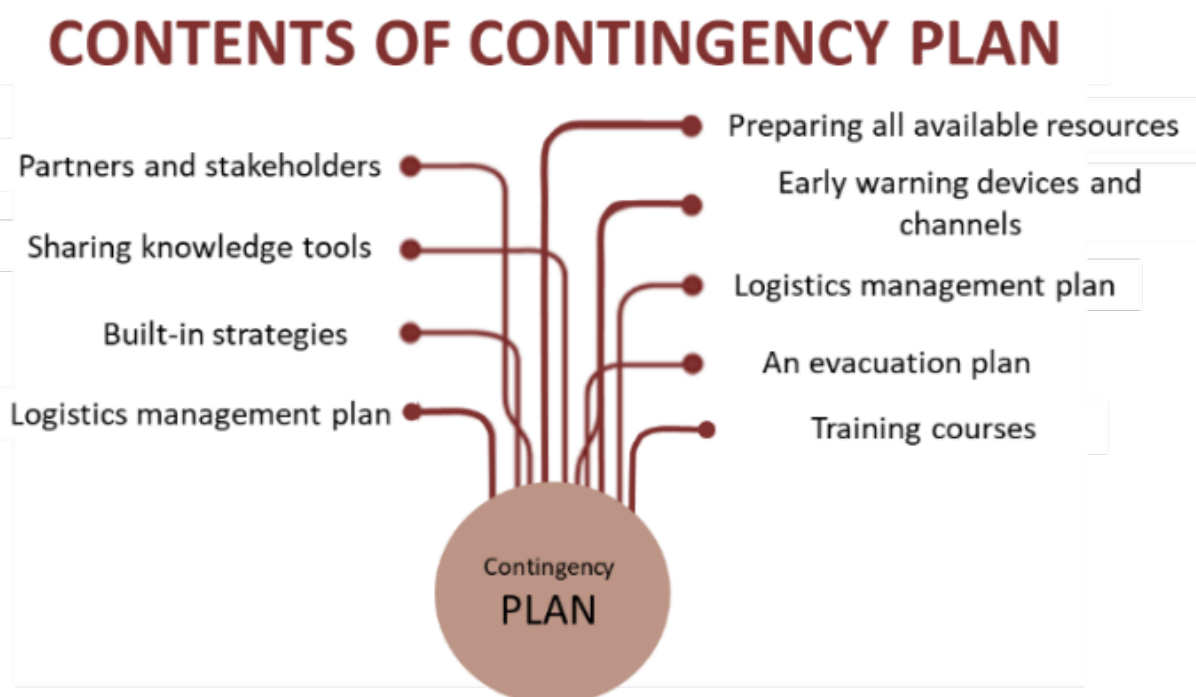 CONTENTS OF CONTINGENCY PLAN
Partners and stakeholders
Sharing knowledge tools
Built-in strategies
Logistics management plan
Preparing all available resources
Early warning devices and
channels
Logistics management plan
An evacuation plan
Training courses
Contingency
PLAN